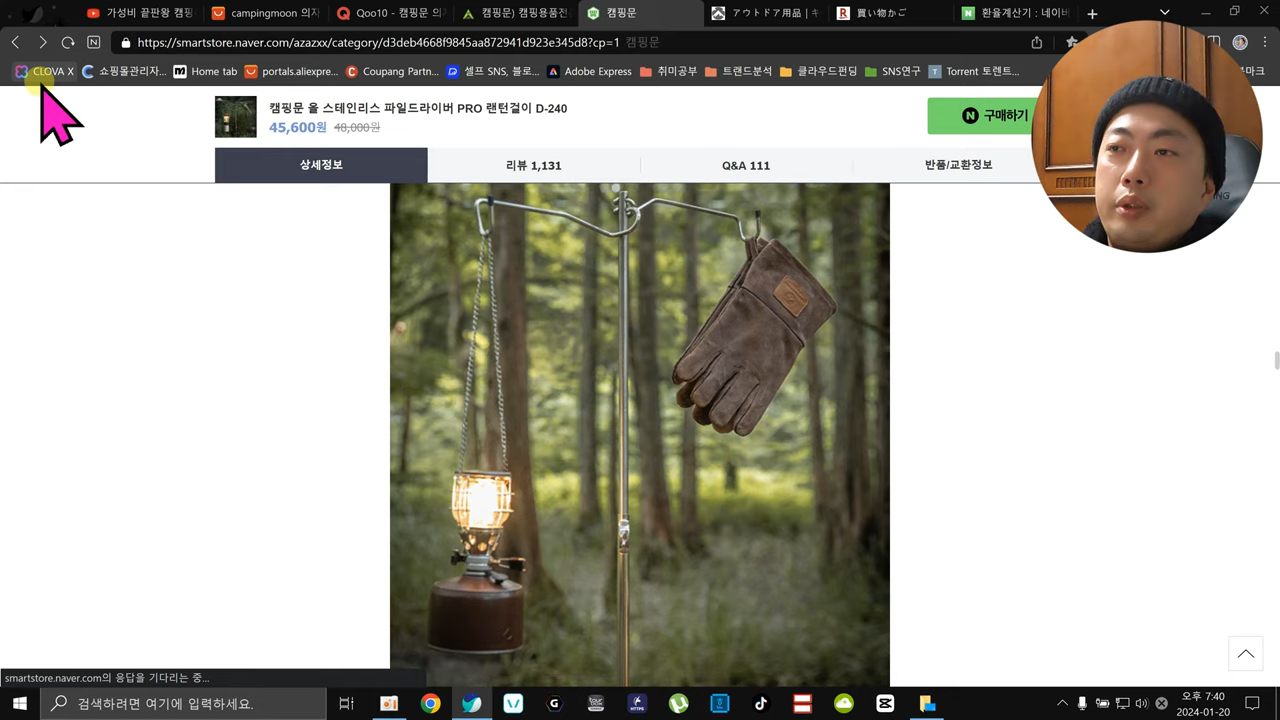 가성비 끝판왕 캠핑
campingmoon 의자
Qoo10 - 캠핑문 의자
캠핑문) 캠핑용품전
캠핑문
アウトドア用品 | キ
買い物かご
환율계산기 : 네이버
https://smartstore.naver.com/azazxx/category/d3deb4668f9845aa872941d923e345d8?cp=1 캠핑문
CLOVA X
쇼핑몰관리자...
Home tab
portals.aliexpre...
Coupang Partn...
셀프 SNS, 블로...
Adobe Express
취미공부
트랜드분석
클라우드펀딩
SNS연구
Torrent 토렌트...
북마크
캠핑문 올 스테인리스 파일드라이버 PRO 랜턴걸이 D-240
45,600원 48,000원
N 구매하기
상세정보
리뷰 1,131
Q&A 111
반품/교환정보
smartstore.naver.com의 응답을 기다리는 중...
검색하려면 여기에 입력하세요.
오후 7:40
2024-01-20